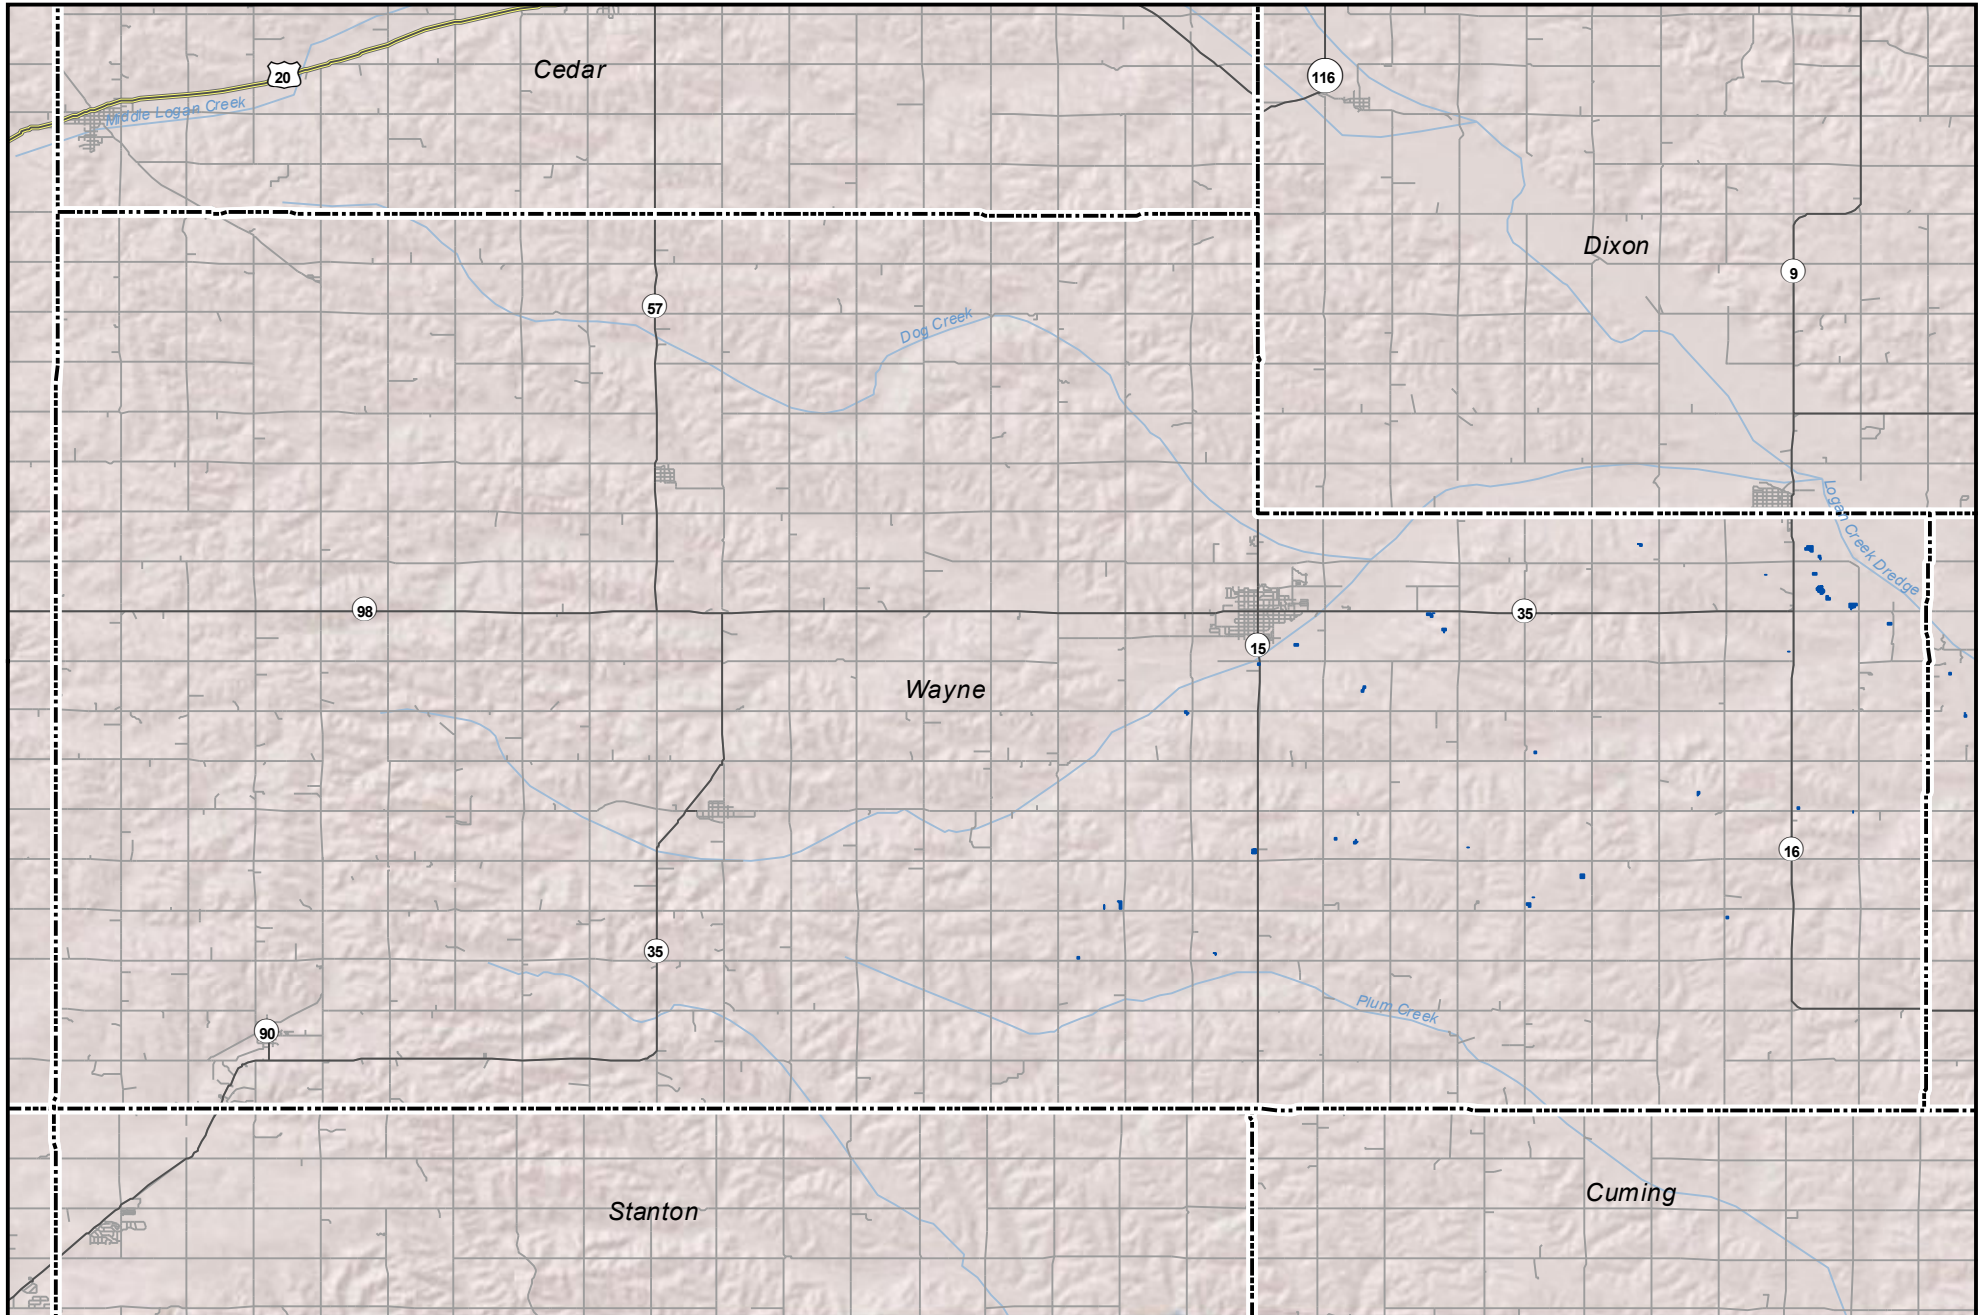 Cedar
20
116
Middle Logan Creek
Dixon
9
57
Dog Creek
Logan Creek Dredge
98
35
15
Wayne
16
35
Plum Creek
90
Cuming
Stanton